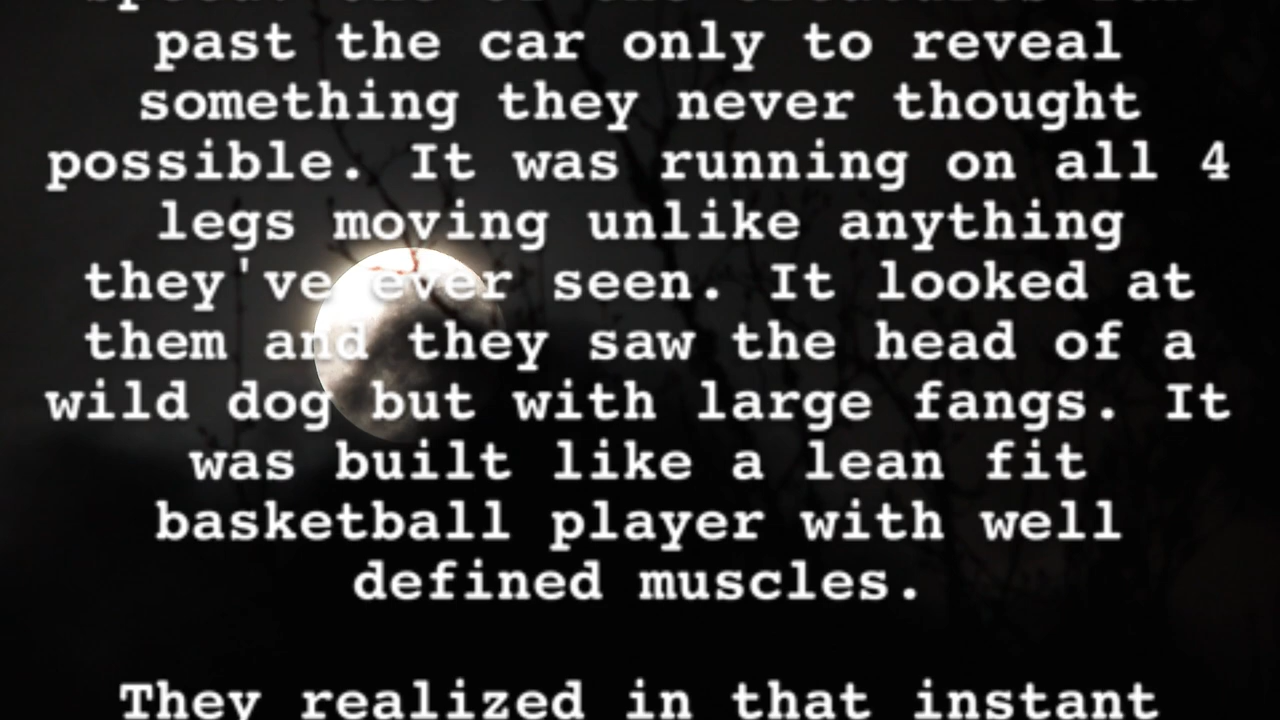 past the car only to reveal
something they never thought
possible. It was running on all 4
legs moving unlike anything
they've ever seen. It looked at
them and they saw the head of a
wild dog but with large fangs. It
was built like a lean fit
basketball player with well
defined muscles.
They realized in that instant